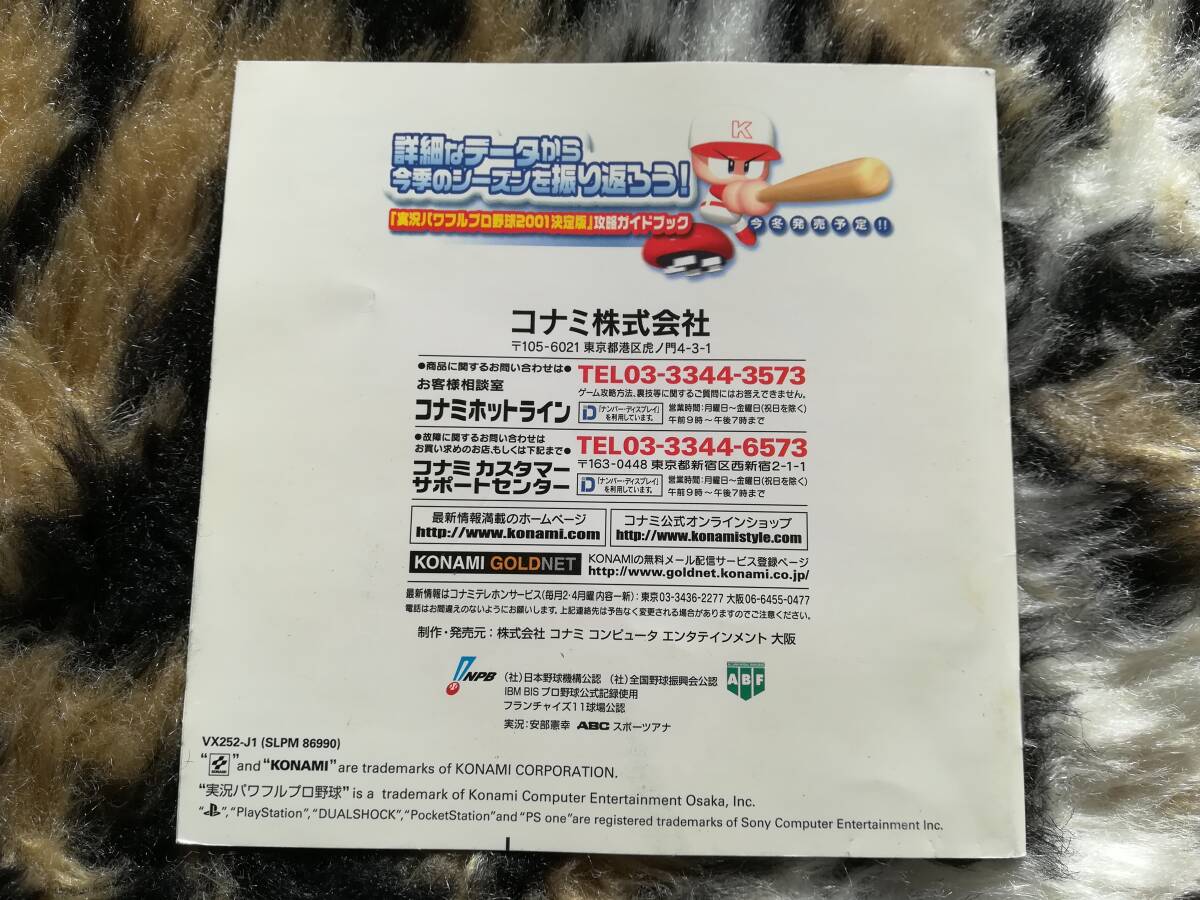 K
詳細なデータから
今季のシーズンを振り返ろう!
『実況パワフルプロ野球2001決定版』攻略ガイドブック
今冬発売予定!!
コナミ株式会社
〒105-6021 東京都港区虎ノ門4-3-1
●商品に関するお問い合わせは●
お客様相談室
コナミホットライン
TEL03-3344-3573
ゲーム攻略方法、裏技等に関するご質問にはお答えできません。
D 「ナンバー・ディスプレイ」
を利用しています。
営業時間:月曜日〜金曜日(祝日を除く)
午前9時〜午後7時まで
●故障に関するお問い合わせは
お買い求めのお店、もしくは下記まで●
コナミ カスタマー
サポートセンター
TEL03-3344-6573
〒163-0448 東京都新宿区西新宿2-1-1
D 「ナンバー・ディスプレイ」
を利用しています。
営業時間:月曜日〜金曜日(祝日を除く)
午前9時〜午後7時まで
最新情報満載のホームページ
http://www.konami.com
コナミ公式オンラインショップ
http://www.konamistyle.com
KONAMI GOLDNET
KONAMIの無料メール配信サービス登録ページ
http://www.goldnet.konami.co.jp/
最新情報はコナミテレホンサービス(毎月2・4月曜 内容一新):東京03-3436-2277 大阪06-6455-0477
電話はお間違えのないようにお願いします。上記連絡先は予告なく変更される場合がありますのでご注意ください。
制作・発売元:株式会社 コナミ コンピュータ エンタテインメント 大阪
NPB
(社)日本野球機構公認 (社)全国野球振興会公認
IBM BIS プロ野球公式記録使用
フランチャイズ11球場公認
ABF
実況:安部憲幸 ABC スポーツアナ
VX252-J1 (SLPM 86990)
“KONAMI” and “KONAMI” are trademarks of KONAMI CORPORATION.
“実況パワフルプロ野球” is a trademark of Konami Computer Entertainment Osaka, Inc.
“ ”, “PlayStation”, “DUALSHOCK”, “PocketStation” and “PS one” are registered trademarks of Sony Computer Entertainment Inc.